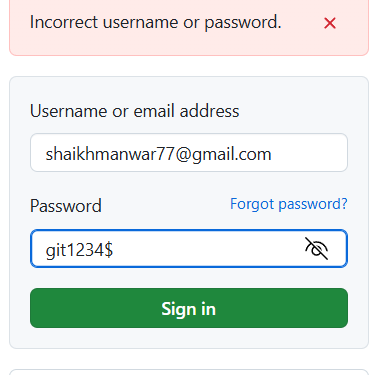 Incorrect username or password.
Username or email address
shaikhmanwar77@gmail.com
Password Forgot password?
git1234$
Sign in